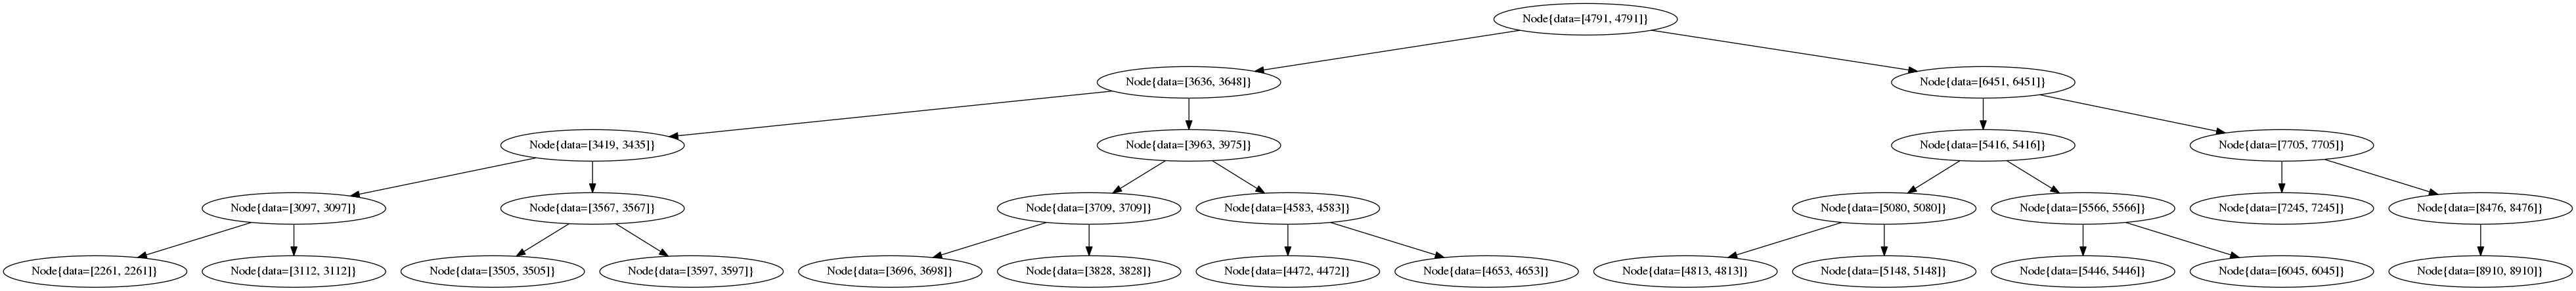 Node{data=[4791, 4791]}
Node{data=[3636, 3648]}
Node{data=[6451, 6451]}
Node{data=[3419, 3435]}
Node{data=[3963, 3975]}
Node{data=[5416, 5416]}
Node{data=[7705, 7705]}
Node{data=[3097, 3097]}
Node{data=[3567, 3567]}
Node{data=[3709, 3709]}
Node{data=[4583, 4583]}
Node{data=[5080, 5080]}
Node{data=[5566, 5566]}
Node{data=[7245, 7245]}
Node{data=[8476, 8476]}
Node{data=[2261, 2261]}
Node{data=[3112, 3112]}
Node{data=[3505, 3505]}
Node{data=[3597, 3597]}
Node{data=[3696, 3698]}
Node{data=[3828, 3828]}
Node{data=[4472, 4472]}
Node{data=[4653, 4653]}
Node{data=[4813, 4813]}
Node{data=[5148, 5148]}
Node{data=[5446, 5446]}
Node{data=[6045, 6045]}
Node{data=[8910, 8910]}